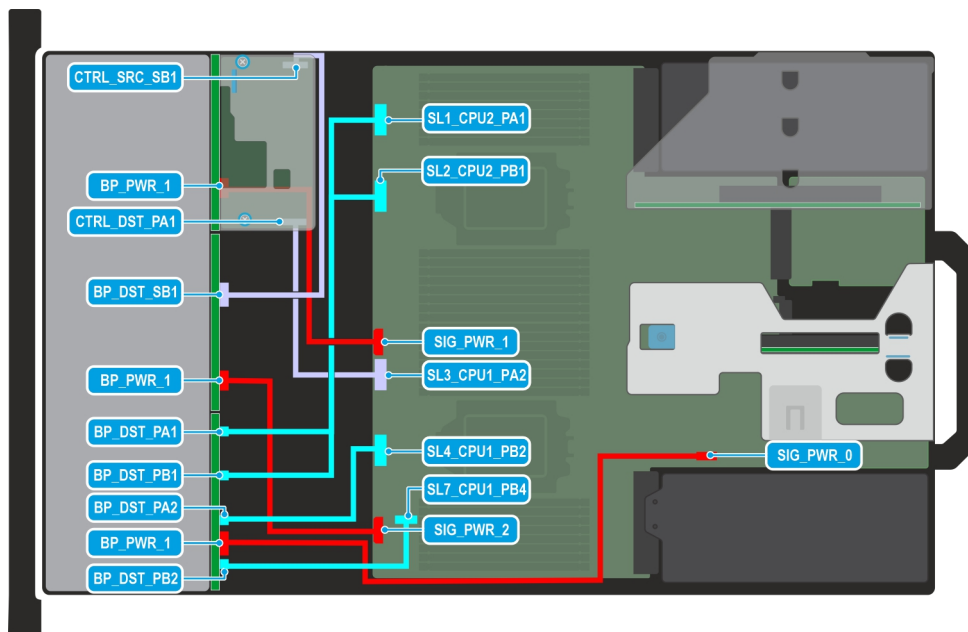 CTRL_SRC_SB1
BP_PWR_1
CTRL_DST_PA1
BP_DST_SB1
BP_PWR_1
BP_DST_PA1
BP_DST_PB1
BP_DST_PA2
BP_PWR_1
BP_DST_PB2
SL1_CPU2_PA1
SL2_CPU2_PB1
SIG_PWR_1
SL3_CPU1_PA2
SL4_CPU1_PB2
SL7_CPU1_PB4
SIG_PWR_2
SIG_PWR_0